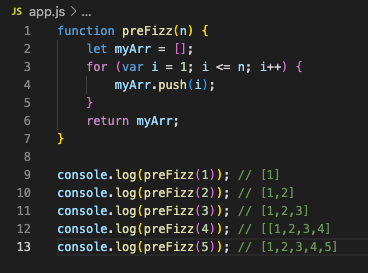 JS app.js > ...
1 function preFizz(n) {
2     let myArr = [];
3     for (var i = 1; i <= n; i++) {
4         myArr.push(i);
5     }
6     return myArr;
7 }
8
9 console.log(preFizz(1)); // [1]
10 console.log(preFizz(2)); // [1,2]
11 console.log(preFizz(3)); // [1,2,3]
12 console.log(preFizz(4)); // [[1,2,3,4]
13 console.log(preFizz(5)); // [1,2,3,4,5]